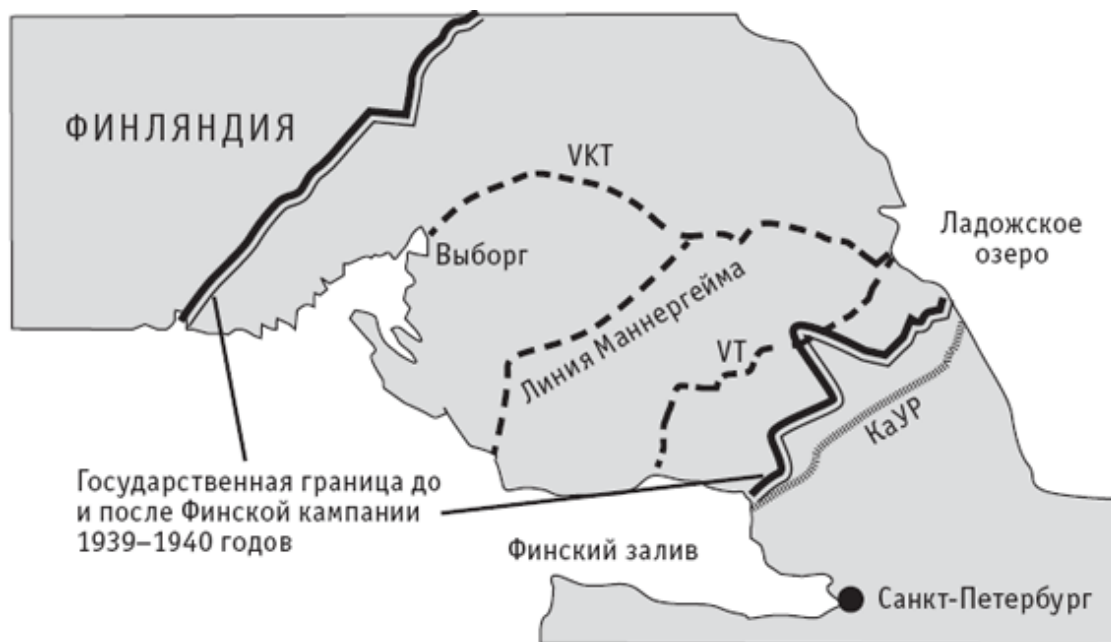 ФИНЛЯНДИЯ
VKT
Выборг
Ладожское
озеро
Линия Маннергейма
VT
КаУР
Государственная граница до
и после Финской кампании
1939–1940 годов
Финский залив
Санкт-Петербург